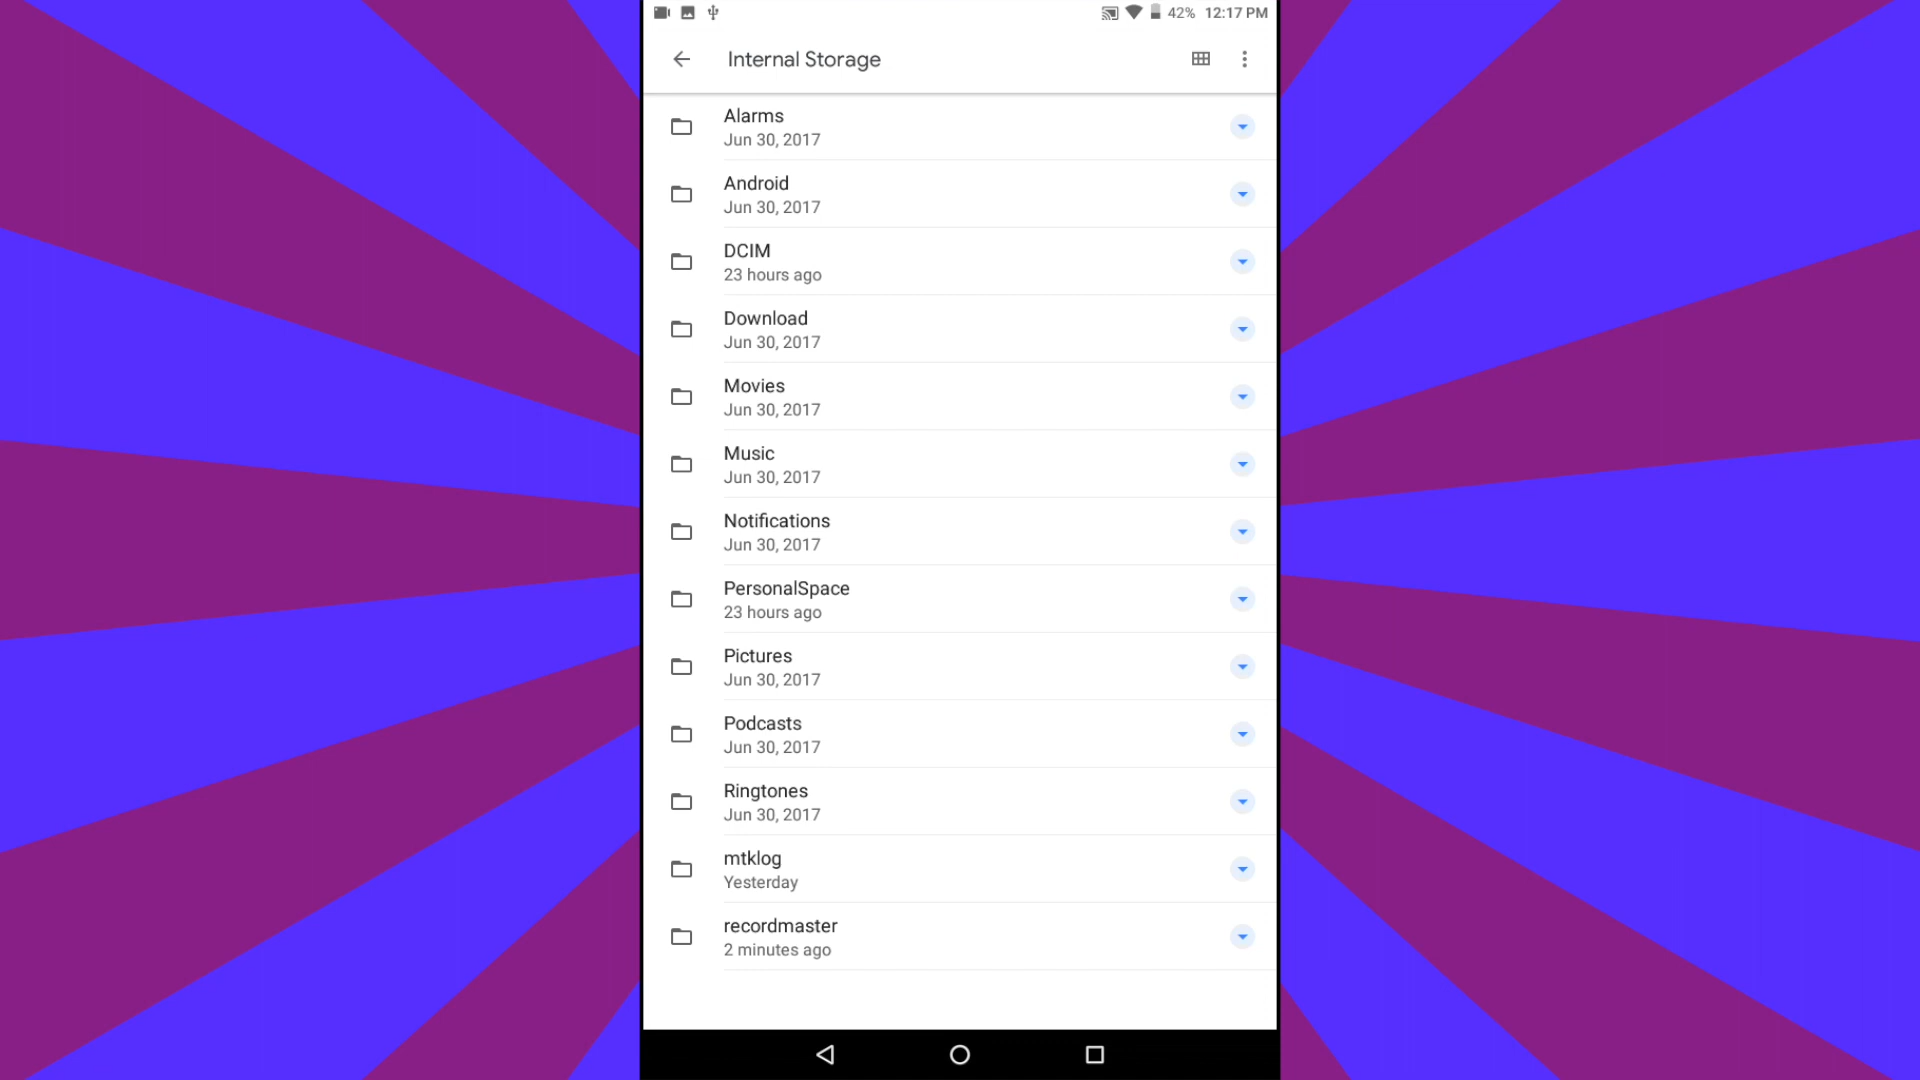 42% 12:17 PM
Internal Storage
Alarms
Jun 30, 2017
Android
Jun 30, 2017
DCIM
23 hours ago
Download
Jun 30, 2017
Movies
Jun 30, 2017
Music
Jun 30, 2017
Notifications
Jun 30, 2017
PersonalSpace
23 hours ago
Pictures
Jun 30, 2017
Podcasts
Jun 30, 2017
Ringtones
Jun 30, 2017
mtklog
Yesterday
recordmaster
2 minutes ago